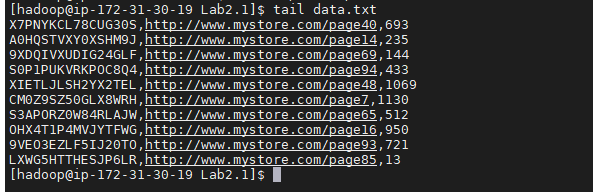 [hadoop@ip-172-31-30-19 Lab2.1]$ tail data.txt
X7PNYKCL78CUG30S,http://www.mystore.com/page40,693
A0HQSTVXY0XSHM9J,http://www.mystore.com/page14,235
9XDQIVXUDIG24GLF,http://www.mystore.com/page69,144
S0P1PUKVRKPOC8Q4,http://www.mystore.com/page94,433
XIETLJLSH2YX2TEL,http://www.mystore.com/page48,1069
CM0Z9SZ50GLX8WRH,http://www.mystore.com/page7,1130
S3APORZ0W84RLAJW,http://www.mystore.com/page65,512
OHX4T1P4MVJYTFWG,http://www.mystore.com/page16,950
9VEO3EZLF5IJ20TO,http://www.mystore.com/page93,721
LXWG5HTTHESJP6LR,http://www.mystore.com/page85,13
[hadoop@ip-172-31-30-19 Lab2.1]$